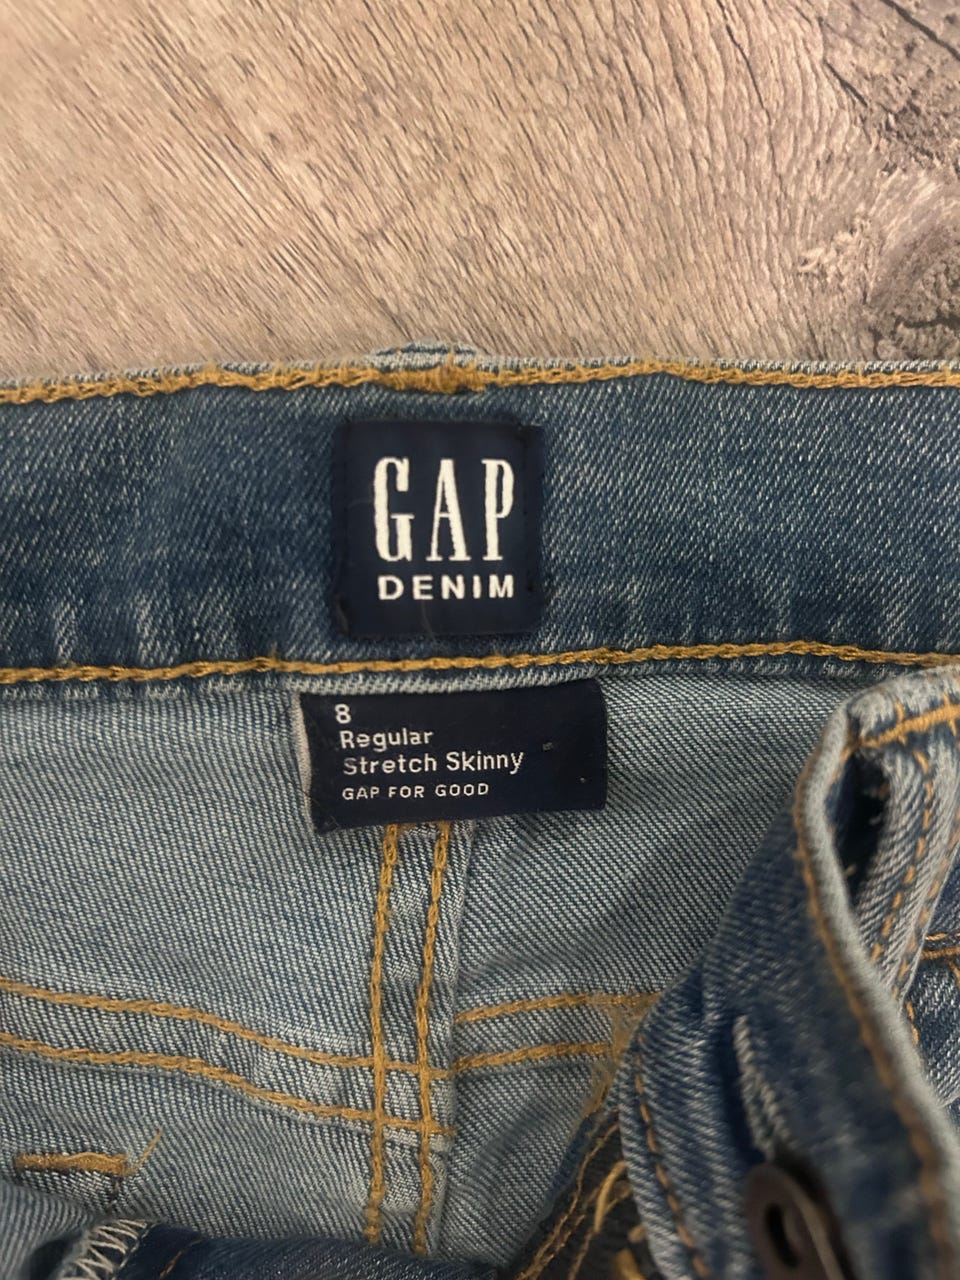 GAP
DENIM
8
Regular
Stretch Skinny
GAP FOR GOOD